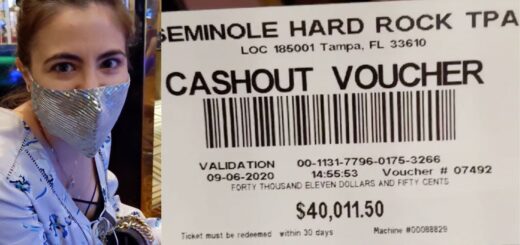 SEMINOLE HARD ROCK TPA
LOC 185001 Tampa, FL 33610
CASHOUT VOUCHER
VALIDATION 00-1131-7796-0175-3266
09-06-2020 14:55:53 Voucher # 07492
FORTY THOUSAND ELEVEN DOLLARS AND FIFTY CENTS
$40,011.50
Ticket must be redeemed within 30 days Machine #00088829